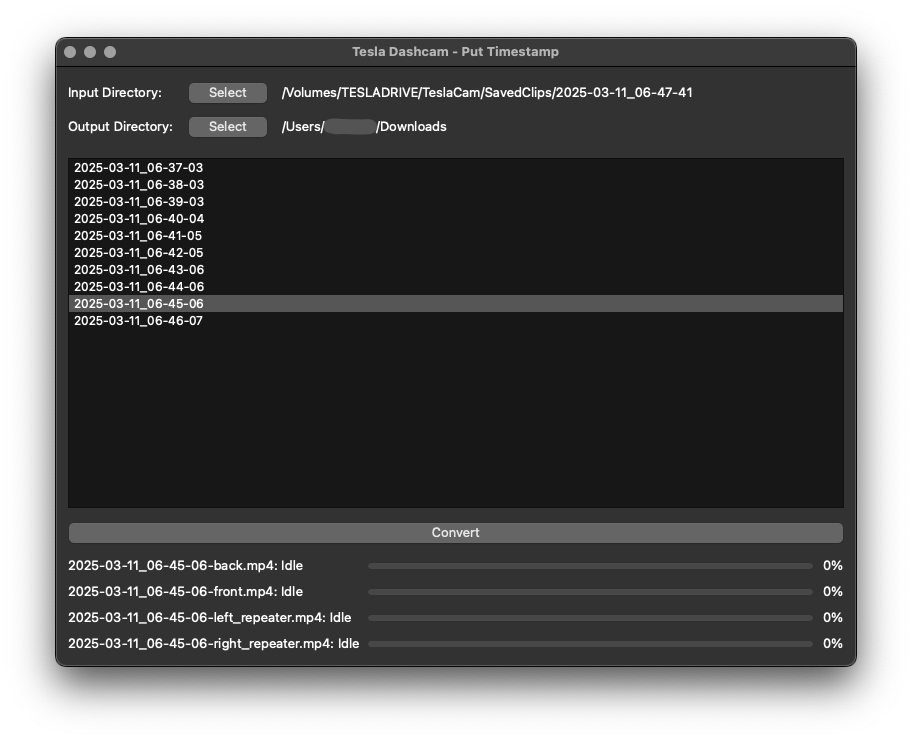 Tesla Dashcam - Put Timestamp
Input Directory: Select /Volumes/TESLADRIVE/TeslaCam/SavedClips/2025-03-11_06-47-41
Output Directory: Select /Users/ /Downloads
2025-03-11_06-37-03
2025-03-11_06-38-03
2025-03-11_06-39-03
2025-03-11_06-40-04
2025-03-11_06-41-05
2025-03-11_06-42-05
2025-03-11_06-43-06
2025-03-11_06-44-06
2025-03-11_06-45-06
2025-03-11_06-46-07
Convert
2025-03-11_06-45-06-back.mp4: Idle 0%
2025-03-11_06-45-06-front.mp4: Idle 0%
2025-03-11_06-45-06-left_repeater.mp4: Idle 0%
2025-03-11_06-45-06-right_repeater.mp4: Idle 0%